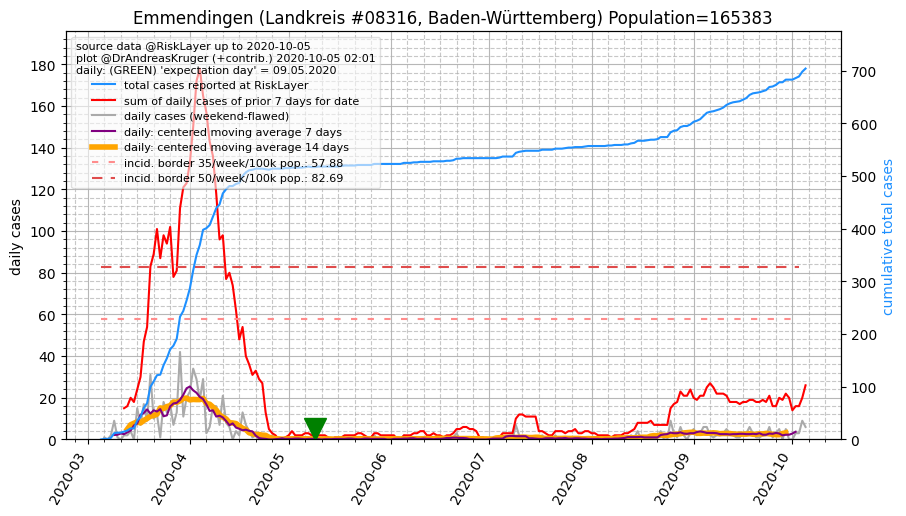 Emmendingen (Landkreis #08316, Baden-Württemberg) Population=165383
source data @RiskLayer up to 2020-10-05
plot @DrAndreasKruger (+contrib.) 2020-10-05 02:01
daily: (GREEN) 'expectation day' = 09.05.2020
total cases reported at RiskLayer
sum of daily cases of prior 7 days for date
daily cases (weekend-flawed)
daily: centered moving average 7 days
daily: centered moving average 14 days
incid. border 35/week/100k pop.: 57.88
incid. border 50/week/100k pop.: 82.69
daily cases
180
160
140
120
100
80
60
40
20
0
cumulative total cases
700
600
500
400
300
200
100
0
2020-03
2020-04
2020-05
2020-06
2020-07
2020-08
2020-09
2020-10